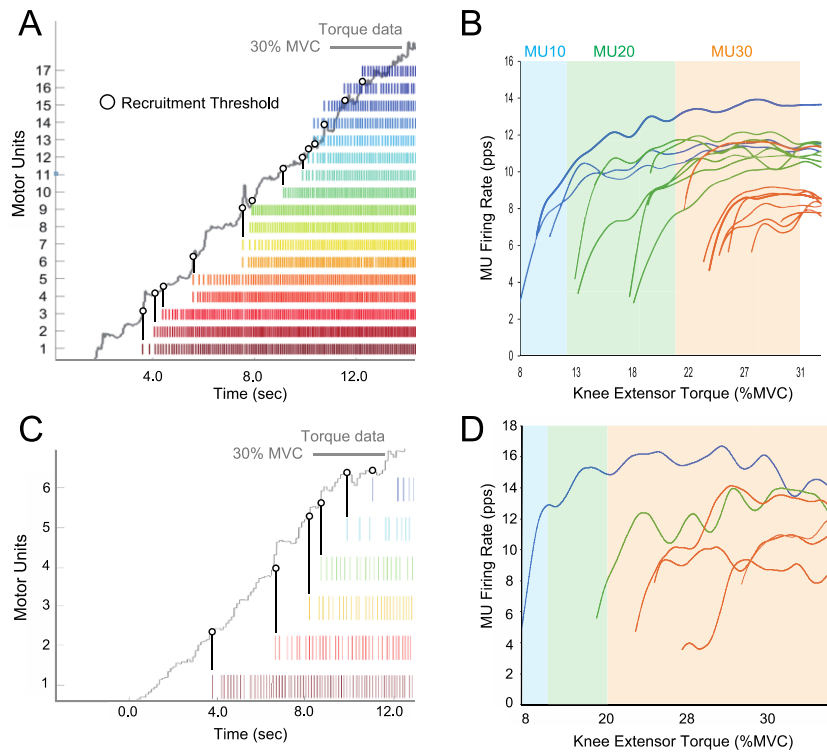 A
Torque data
30% MVC
Recruitment Threshold
Motor Units
17
16
15
14
13
12
11
10
9
8
7
6
5
4
3
2
1
4.0 8.0 12.0
Time (sec)
B
MU10 MU20 MU30
MU Firing Rate (pps)
16
14
12
10
8
6
4
2
0
8 13 18 22 27 31
Knee Extensor Torque (%MVC)
C
Torque data
30% MVC
Motor Units
6
5
4
3
2
1
0.0 4.0 8.0 12.0
Time (sec)
D
MU Firing Rate (pps)
18
16
14
12
10
8
6
4
2
0
8 20 28 30
Knee Extensor Torque (%MVC)